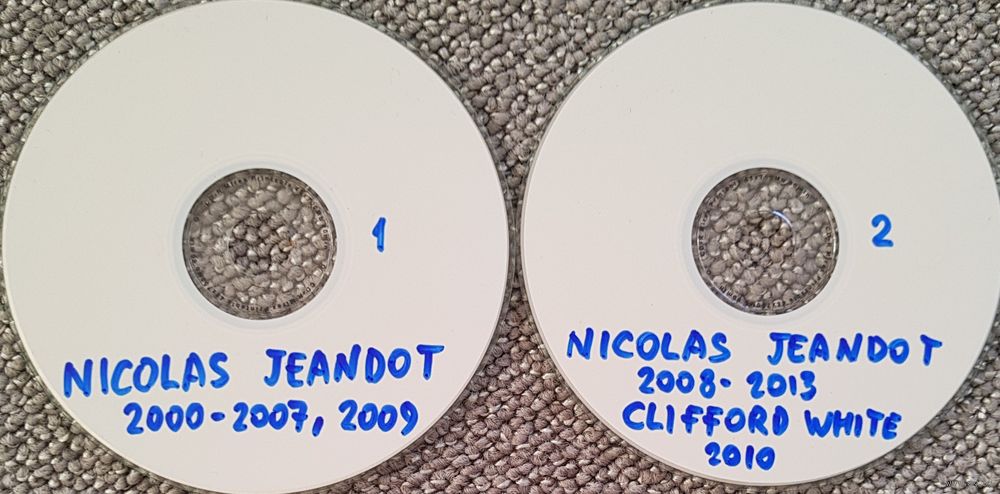 1
NICOLAS JEANDOT
2000-2007, 2009
2
NICOLAS JEANDOT
2008-2013
CLIFFORD WHITE
2010